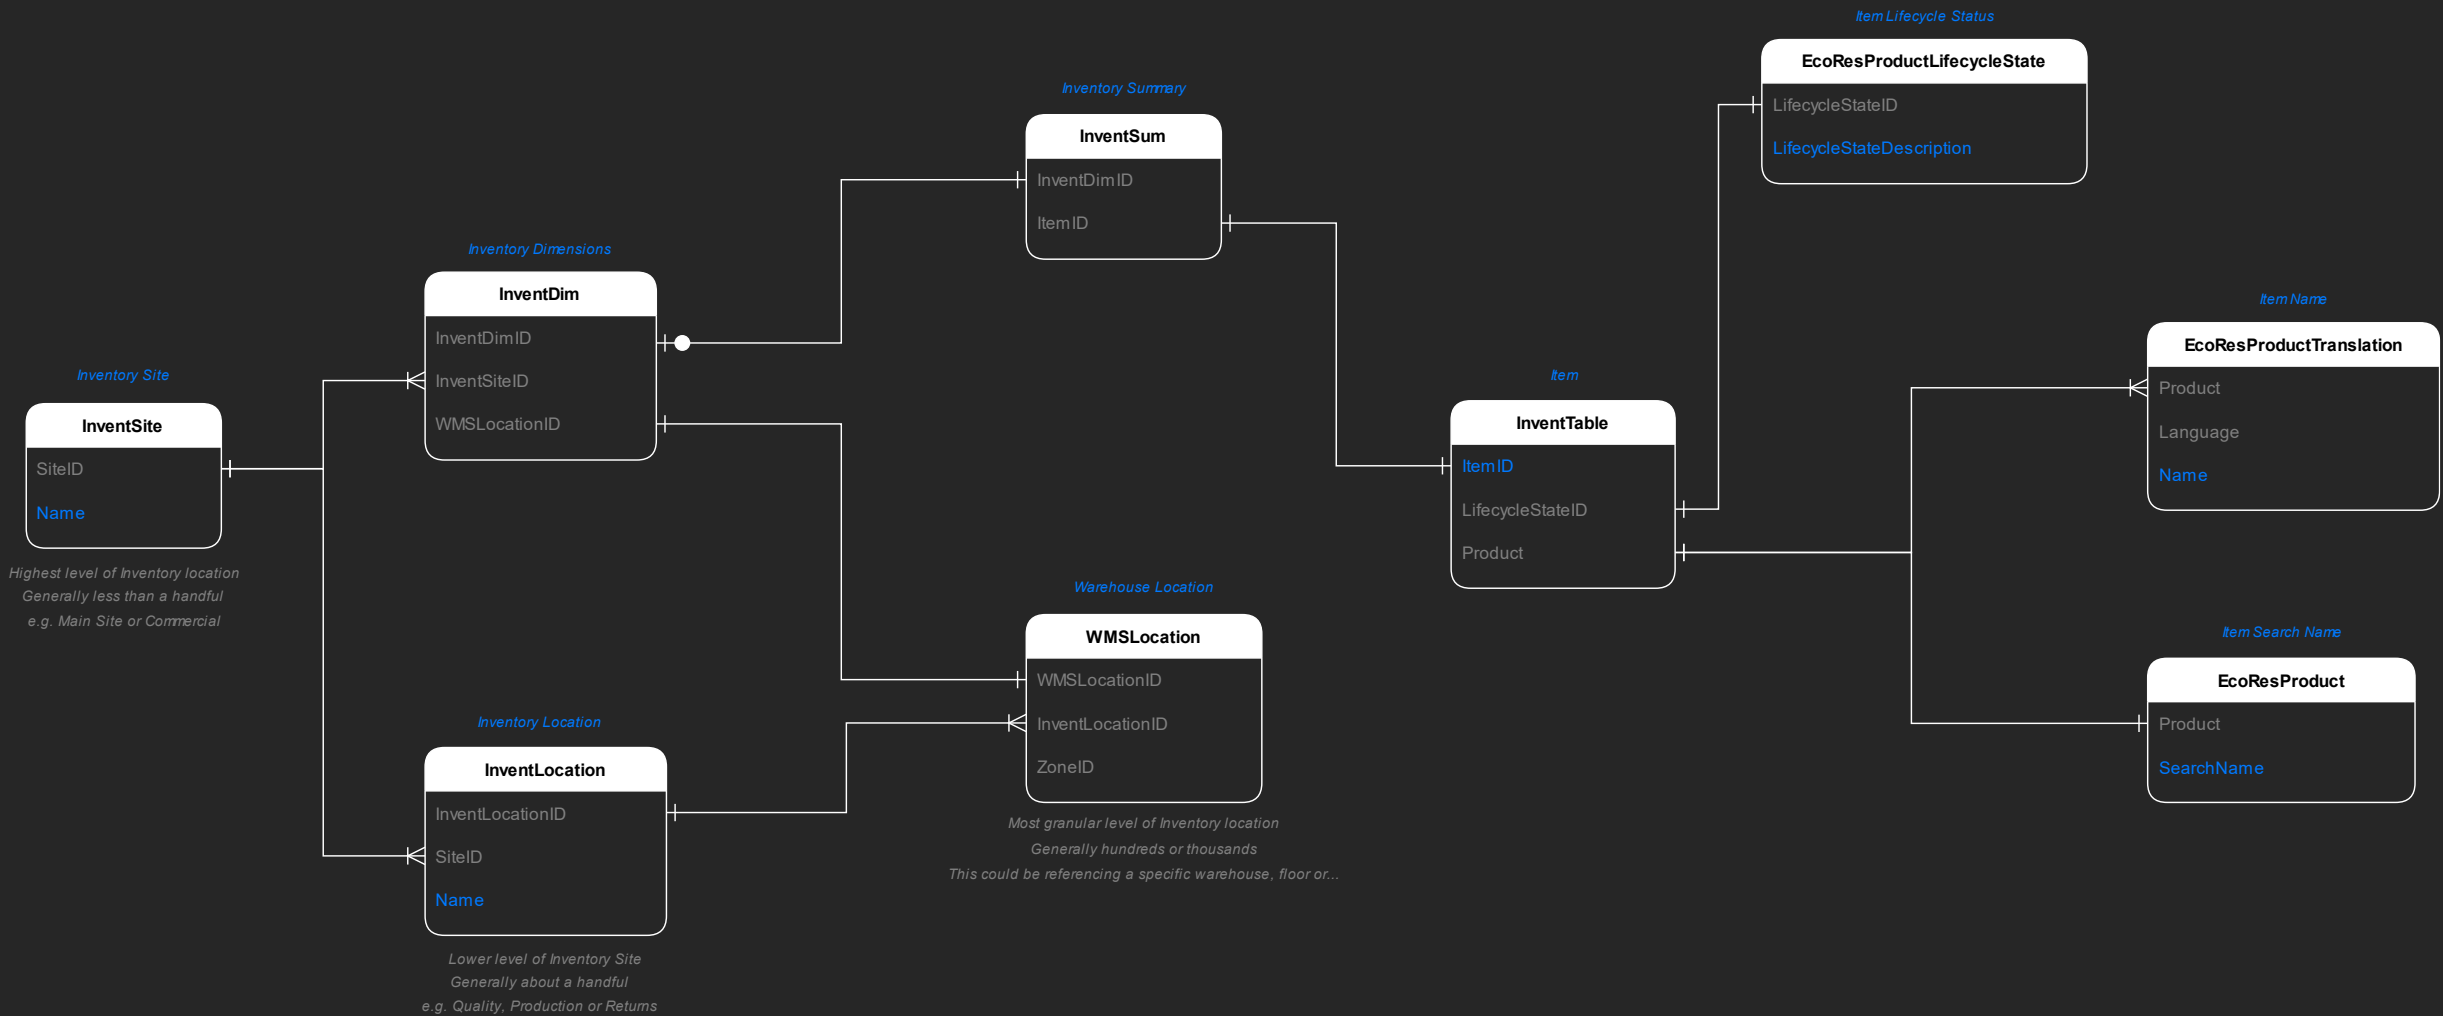 Item Lifecycle Status
EcoResProductLifecycleState
LifecycleStateID
LifecycleStateDescription
Inventory Summary
InventSum
InventDimID
ItemID
Inventory Dimensions
InventDim
InventDimID
InventSiteID
WMSLocationID
Inventory Site
InventSite
SiteID
Name
Highest level of Inventory location
Generally less than a handful
e.g. Main Site or Commercial
Item
InventTable
ItemID
LifecycleStateID
Product
Item Name
EcoResProductTranslation
Product
Language
Name
Warehouse Location
WMSLocation
WMSLocationID
InventLocationID
ZoneID
Most granular level of Inventory location
Generally hundreds or thousands
This could be referencing a specific warehouse, floor or...
Item Search Name
EcoResProduct
Product
SearchName
Inventory Location
InventLocation
InventLocationID
SiteID
Name
Lower level of Inventory Site
Generally about a handful
e.g. Quality, Production or Returns